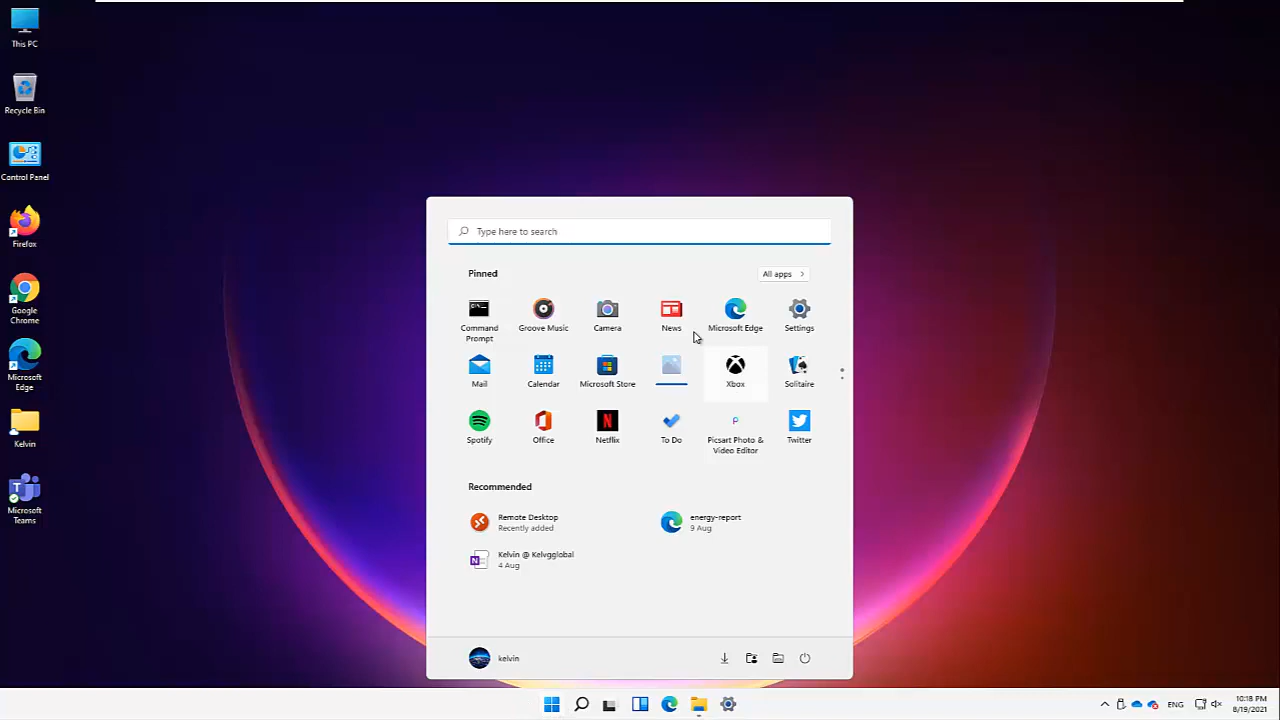 This PC
Recycle Bin
Control Panel
Firefox
Google
Chrome
Microsoft
Edge
Kelvin
Microsoft
Teams
Type here to search
Pinned
All apps
Command
Prompt
Groove Music
Camera
News
Microsoft Edge
Settings
Mail
Calendar
Microsoft Store
Xbox
Solitaire
Spotify
Office
Netflix
To Do
Picsart Photo &
Video Editor
Twitter
Recommended
Remote Desktop
Recently added
energy-report
9 Aug
Kelvin @ Kelvgglobal
4 Aug
kelvin
ENG
10:18 PM
8/19/2021